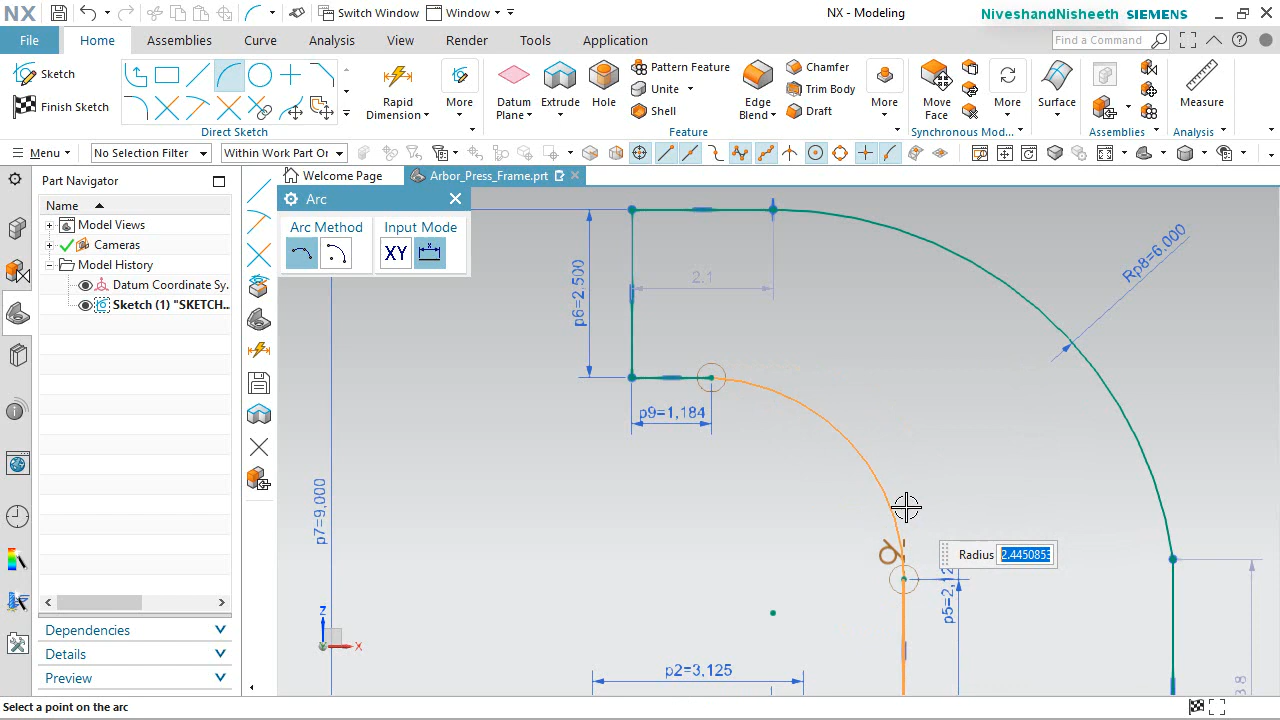 NX
Switch Window
Window
NX - Modeling
NiveshandNisheeth SIEMENS
File
Home
Assemblies
Curve
Analysis
View
Render
Tools
Application
Find a Command
Sketch
Finish Sketch
Direct Sketch
Rapid
Dimension
More
Datum
Plane
Extrude
Hole
Pattern Feature
Unite
Shell
Edge
Blend
Chamfer
Trim Body
Draft
More
Feature
Move
Face
More
Synchronous Mod...
Surface
Assemblies
Measure
Analysis
Menu
No Selection Filter
Within Work Part Or
Part Navigator
Welcome Page
Arbor_Press_Frame.prt
Name
Model Views
Cameras
Model History
Datum Coordinate Sy.
Sketch (1) "SKETCH...
Dependencies
Details
Preview
Arc
Arc Method
Input Mode
XY
2.1
p6=2,500
Rp8=6,000
p9=1,184
p7=9,000
Radius 2.4450853
p5=2,12
p2=3,125
3.8
Z
X
Select a point on the arc